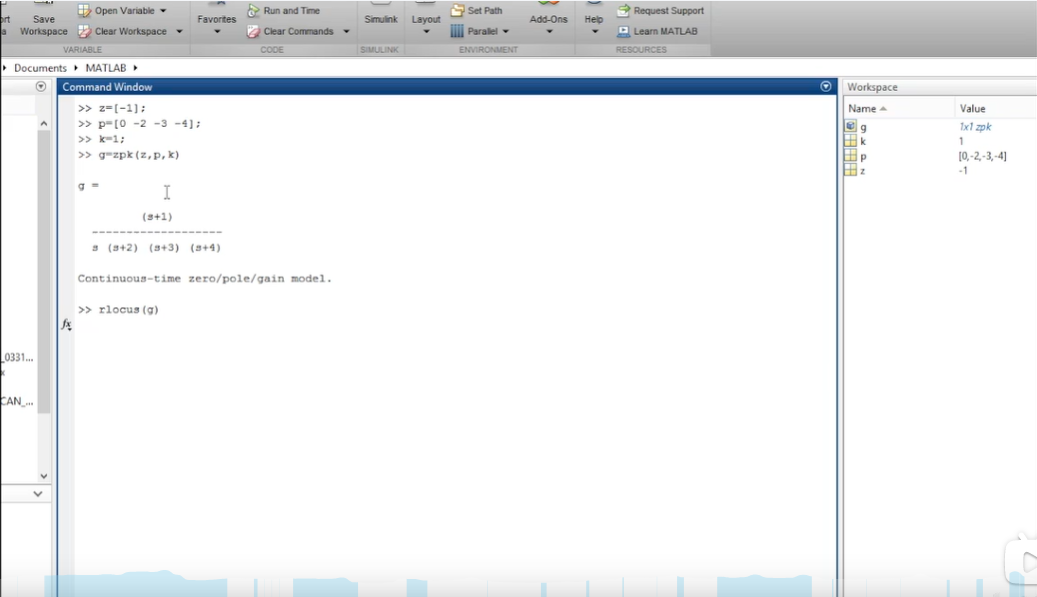 ort
a
Save
Workspace
Open Variable
Clear Workspace
VARIABLE
Favorites
Run and Time
Clear Commands
CODE
Simulink
SIMULINK
Layout
Set Path
Parallel
ENVIRONMENT
Add-Ons
Help
Request Support
Learn MATLAB
RESOURCES
Documents MATLAB
Command Window
>> z=[-1];
>> p=[0 -2 -3 -4];
>> k=1;
>> g=zpk(z,p,k)
g =
(s+1)
-------------------
s (s+2) (s+3) (s+4)
Continuous-time zero/pole/gain model.
>> rlocus(g)
fx
_0331...
x
CAN_...
Workspace
Name Value
g 1x1 zpk
k 1
p [0,-2,-3,-4]
z -1